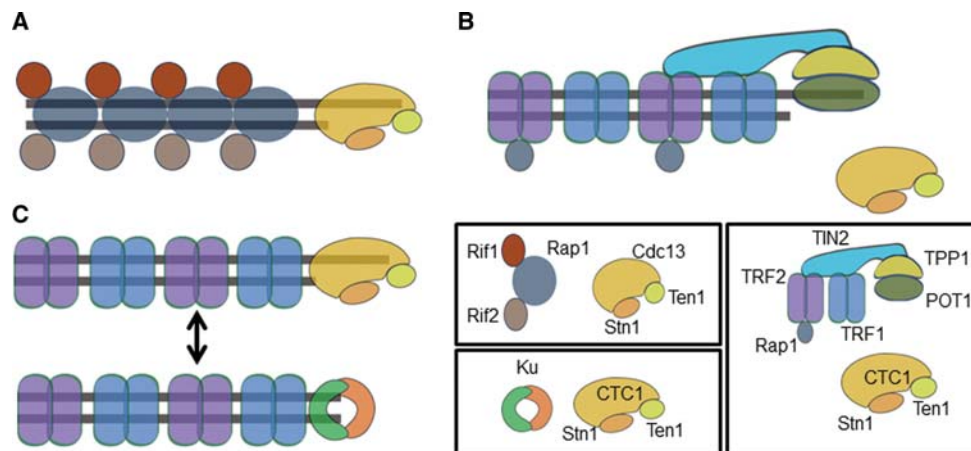 A
B
C
Rif1
Rap1
Rif2
Cdc13
Ten1
Stn1
Ku
CTC1
Stn1
Ten1
TIN2
TPP1
TRF2
POT1
Rap1
TRF1
CTC1
Stn1
Ten1